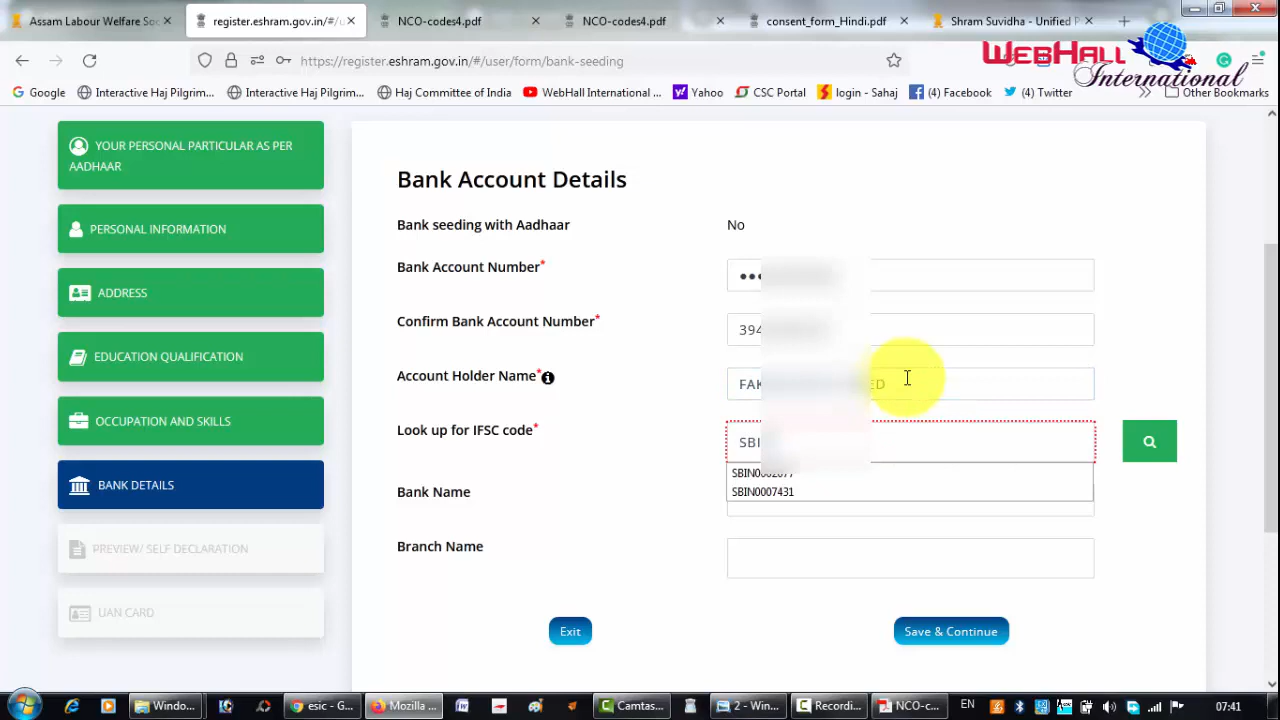 Assam Labour Welfare Soc
register.eshram.gov.in/#/u
NCO-codes4.pdf
NCO-codes4.pdf
consent_form_Hindi.pdf
Shram Suvidha - Unified P
https://register.eshram.gov.in/#/user/form/bank-seeding
WEBHALL
International
Google
Interactive Haj Pilgrim...
Interactive Haj Pilgrim...
Haj Committee of India
WebHall International ...
Yahoo
CSC Portal
login - Sahaj
(4) Facebook
(4) Twitter
Other Bookmarks
YOUR PERSONAL PARTICULAR AS PER
AADHAAR
PERSONAL INFORMATION
ADDRESS
EDUCATION QUALIFICATION
OCCUPATION AND SKILLS
BANK DETAILS
PREVIEW/ SELF DECLARATION
UAN CARD
Bank Account Details
Bank seeding with Aadhaar
No
Bank Account Number*
Confirm Bank Account Number*
394
Account Holder Name*
FAK
ED
Look up for IFSC code*
SBI
SBIN0007431
Bank Name
Branch Name
Exit
Save & Continue
Windo...
esic - G...
Mozilla ...
Camtas...
2 - Win...
Recordi...
NCO-c...
EN
07:41